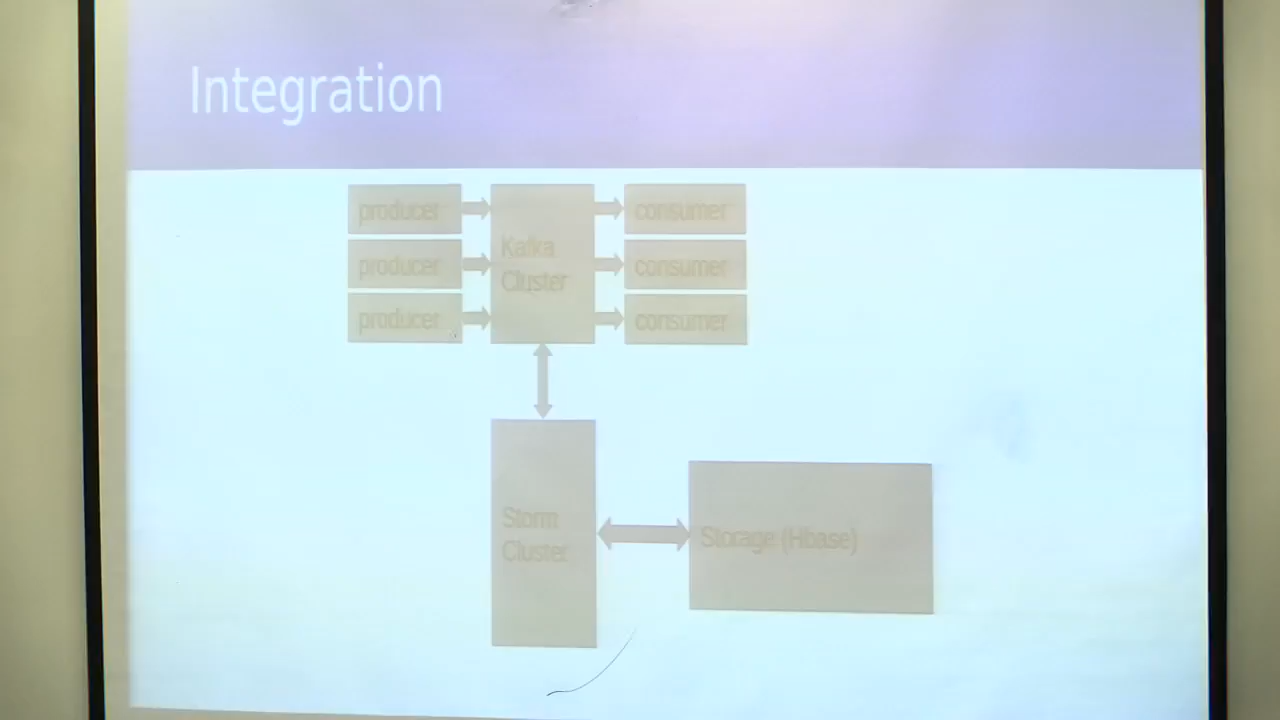 Integration
producer
Kafka
Cluster
consumer
producer
consumer
producer
consumer
Storm
Cluster
Storage (Hbase)